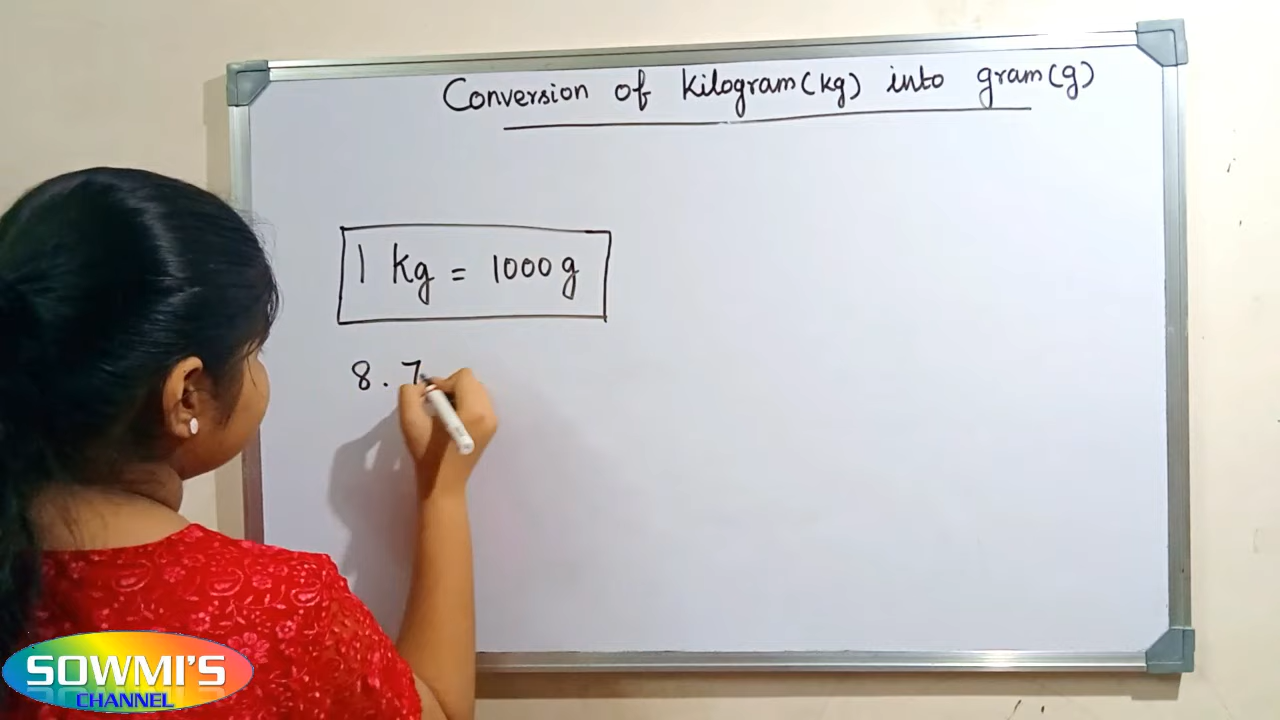 Conversion of kilogram(kg) into gram(g)
1 kg = 1000 g
8.7
SOWMI'S
CHANNEL